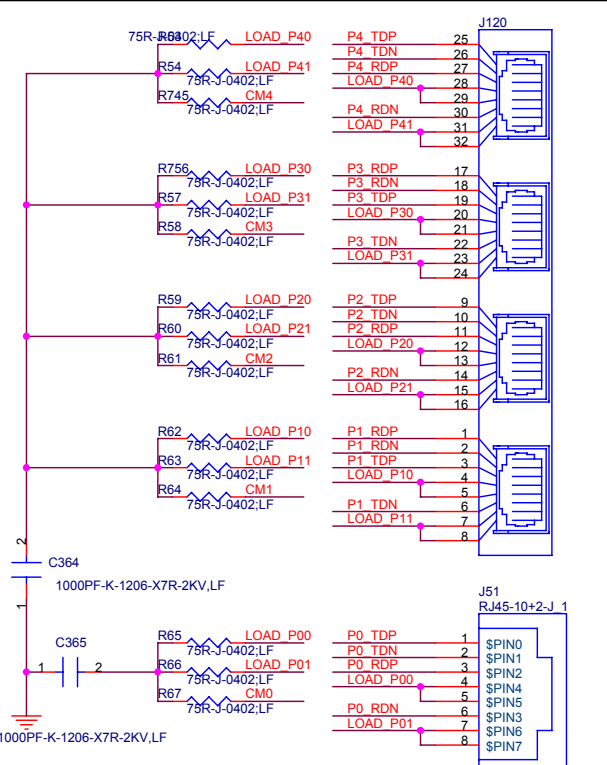 J120
75R-J-0402;LF LOAD_P40 P4_TDP 25
P4_TDN 26
R54 LOAD_P41 P4_RDP 27
75R-J-0402;LF LOAD_P40 28
R745 CM4 29
75R-J-0402;LF P4_RDN 30
LOAD_P41 31
32
R756 LOAD_P30 P3_RDP 17
75R-J-0402;LF P3_RDN 18
R57 LOAD_P31 P3_TDP 19
75R-J-0402;LF LOAD_P30 20
R58 CM3 21
75R-J-0402;LF P3_TDN 22
LOAD_P31 23
24
R59 LOAD_P20 P2_TDP 9
75R-J-0402;LF P2_TDN 10
R60 LOAD_P21 P2_RDP 11
75R-J-0402;LF LOAD_P20 12
R61 CM2 13
75R-J-0402;LF P2_RDN 14
LOAD_P21 15
16
R62 LOAD_P10 P1_RDP 1
75R-J-0402;LF P1_RDN 2
R63 LOAD_P11 P1_TDP 3
75R-J-0402;LF LOAD_P10 4
R64 CM1 5
75R-J-0402;LF P1_TDN 6
LOAD_P11 7
8
2
C364
1000PF-K-1206-X7R-2KV,LF
1
J51
RJ45-10+2-J_1
C365
1 2
R65 LOAD_P00 P0_TDP 1 $PIN0
75R-J-0402;LF P0_TDN 2 $PIN1
R66 LOAD_P01 P0_RDP 3 $PIN2
75R-J-0402;LF LOAD_P00 4 $PIN4
R67 CM0 5 $PIN5
75R-J-0402;LF P0_RDN 6 $PIN3
LOAD_P01 7 $PIN6
8 $PIN7
1000PF-K-1206-X7R-2KV,LF